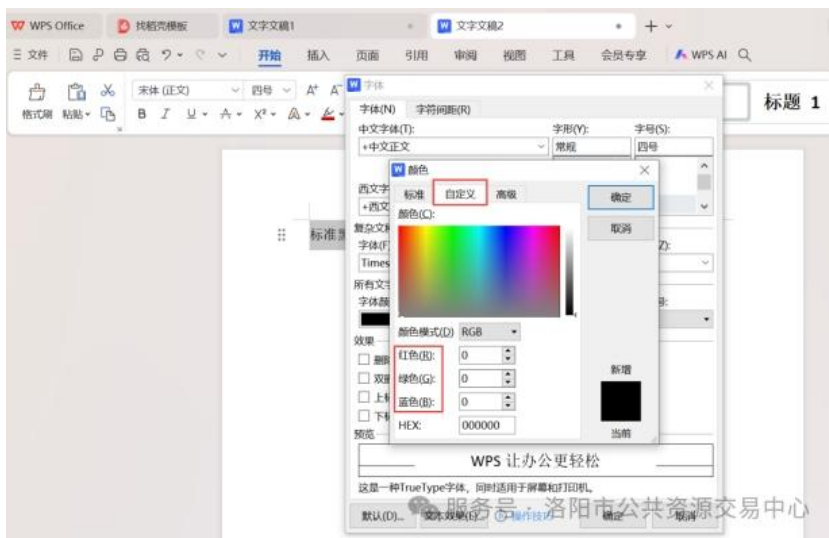 WPS Office 找稻壳模板 文字文稿1 文字文稿2
文件 开始 插入 页面 引用 审阅 视图 工具 会员专享 WPS AI
格式刷 粘贴 宋体 (正文) 四号 标题 1
B I U A X²
字体
字体(N) 字符间距(R)
中文字体(T): 字形(Y): 字号(S):
+中文正文 常规 四号
颜色
标准 自定义 高级 确定
颜色(C):
取消
西文字
+西文
标准
复杂文
字体(F
Times
所有文
字体颜
颜色模式(D) RGB
效果
红色(R): 0
绿色(G): 0
蓝色(B): 0
HEX: 000000
新增
当前
删除
双删
上标
下标
预览
WPS 让办公更轻松
这是一种TrueType字体，同时适用于屏幕和打印机。
默认(D)... 文本效果(E)... 操作技巧 确定 取消
服务号 · 洛阳市公共资源交易中心